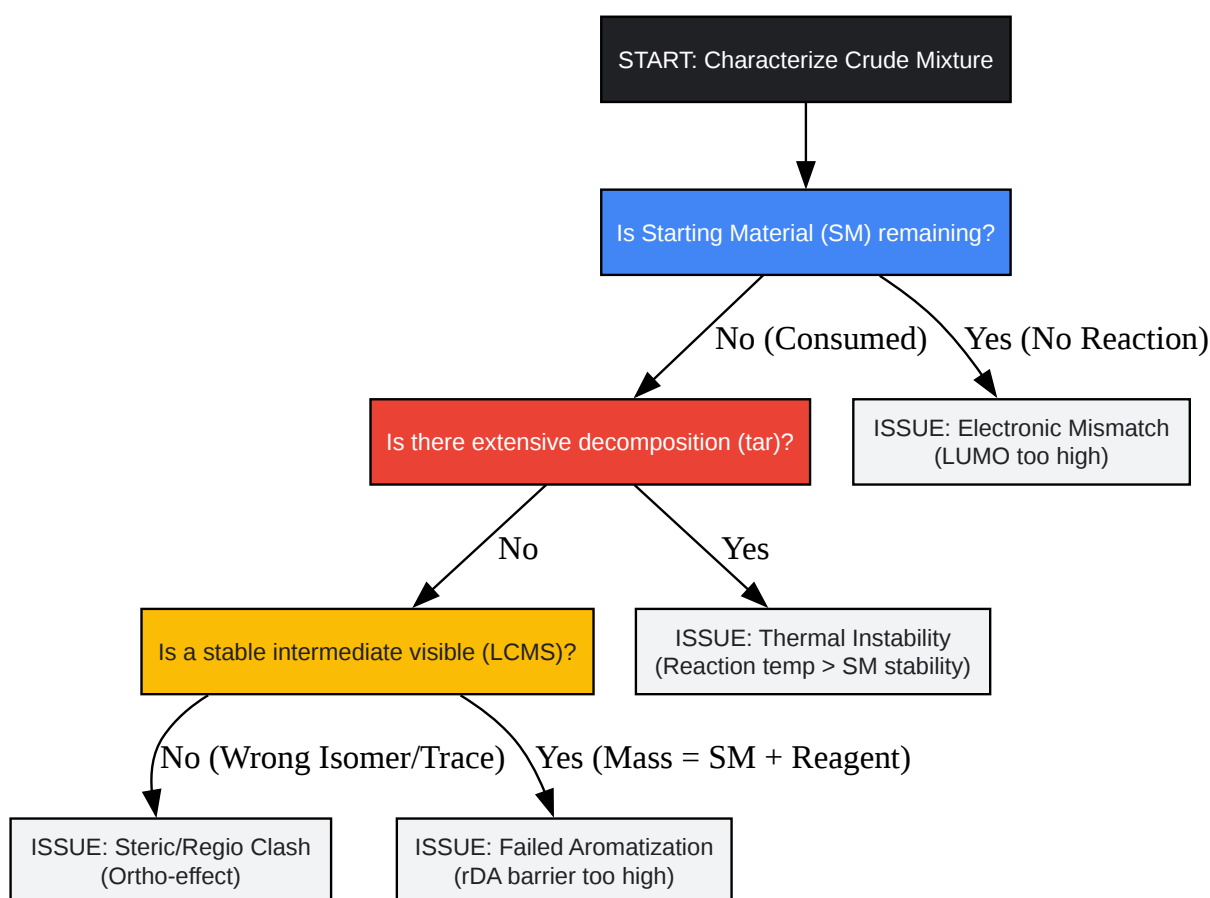 START: Characterize Crude Mixture
Is Starting Material (SM) remaining?
No (Consumed)
Yes (No Reaction)
Is there extensive decomposition (tar)?
ISSUE: Electronic Mismatch
(LUMO too high)
No
Yes
Is a stable intermediate visible (LCMS)?
ISSUE: Thermal Instability
(Reaction temp > SM stability)
No (Wrong Isomer/Trace)
Yes (Mass = SM + Reagent)
ISSUE: Steric/Regio Clash
(Ortho-effect)
ISSUE: Failed Aromatization
(rDA barrier too high)